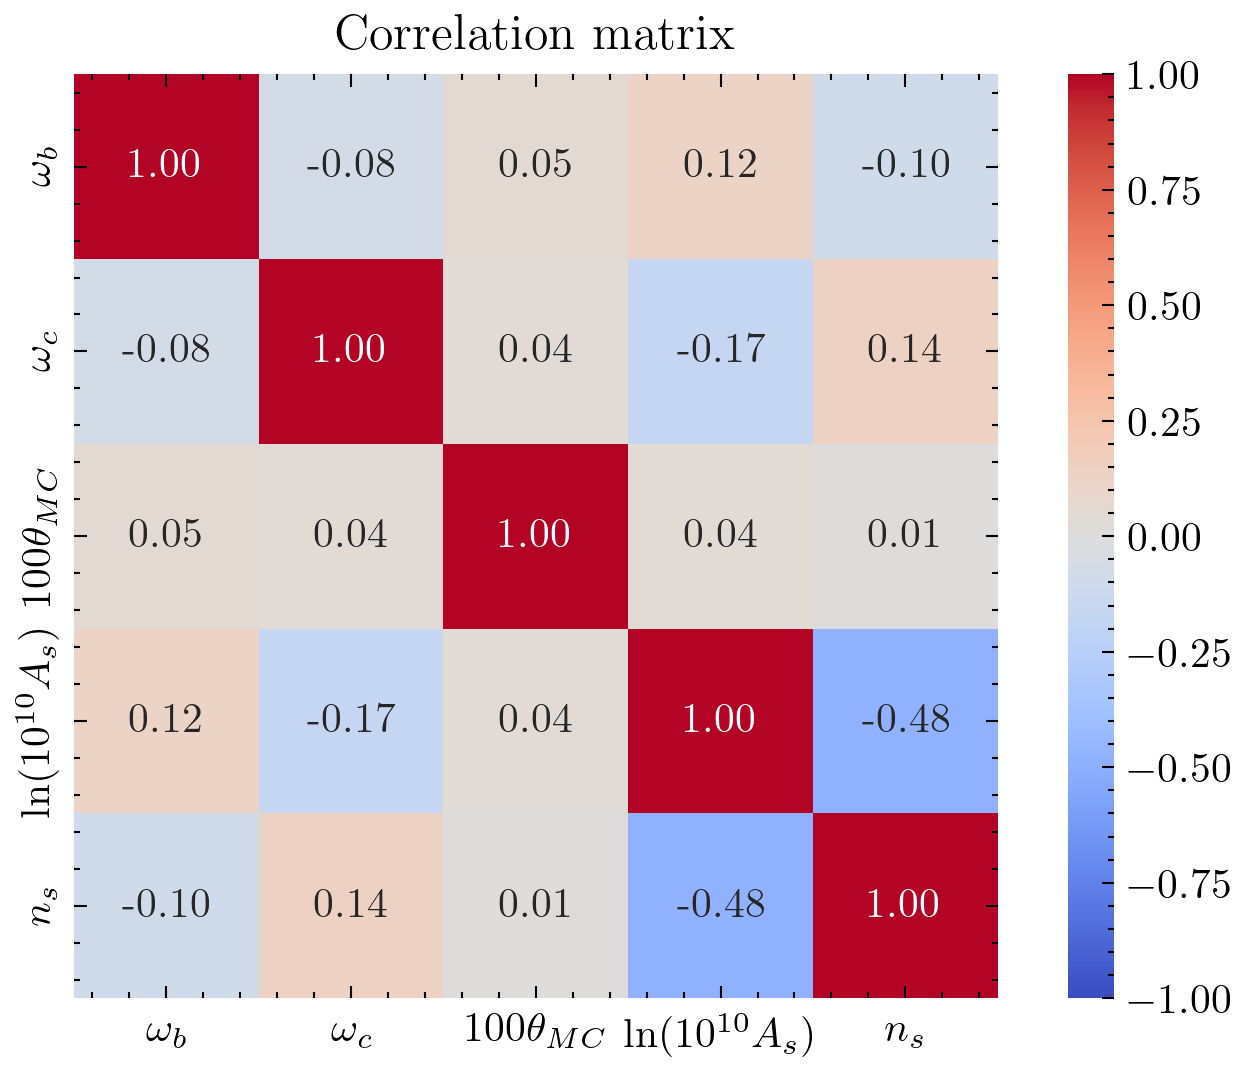 Correlation matrix
ω_b 1.00 -0.08 0.05 0.12 -0.10
ω_c -0.08 1.00 0.04 -0.17 0.14
100θ_{MC} 0.05 0.04 1.00 0.04 0.01
ln(10^{10}A_s) 0.12 -0.17 0.04 1.00 -0.48
n_s -0.10 0.14 0.01 -0.48 1.00
ω_b ω_c 100θ_{MC} ln(10^{10}A_s) n_s
1.00
0.75
0.50
0.25
0.00
−0.25
−0.50
−0.75
−1.00